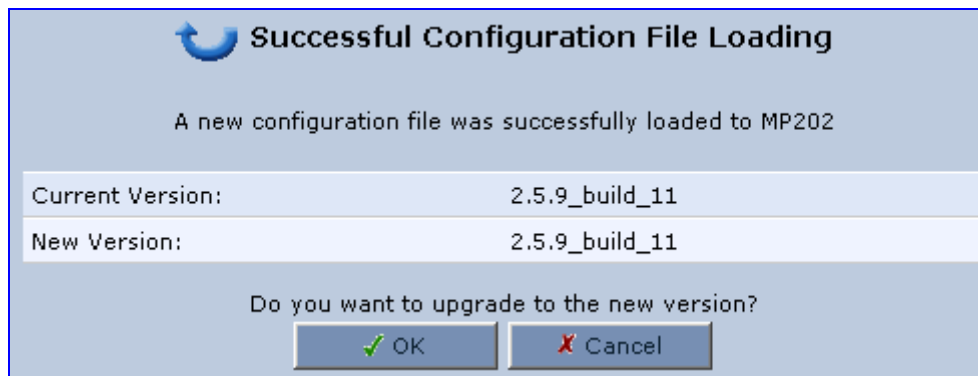 Successful Configuration File Loading
A new configuration file was successfully loaded to MP202
Current Version: 2.5.9_build_11
New Version: 2.5.9_build_11
Do you want to upgrade to the new version?
OK Cancel